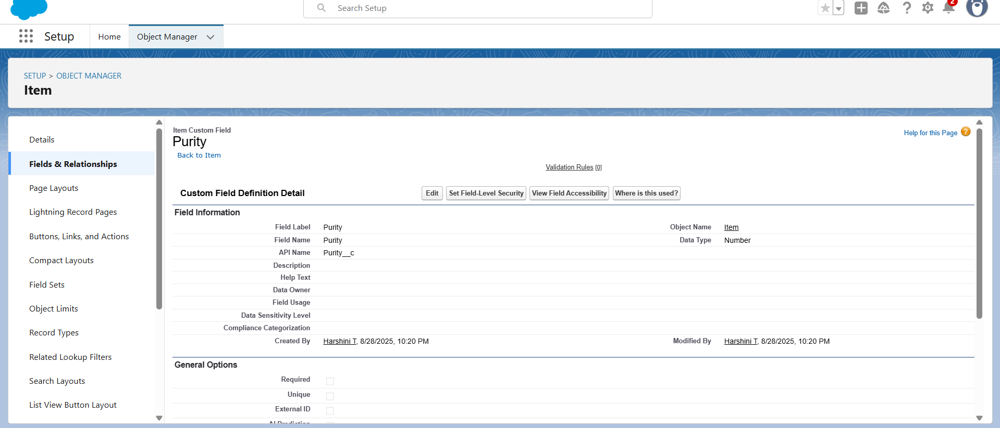 Search Setup
2
Setup
Home
Object Manager
SETUP > OBJECT MANAGER
Item
Details
Fields & Relationships
Page Layouts
Lightning Record Pages
Buttons, Links, and Actions
Compact Layouts
Field Sets
Object Limits
Record Types
Related Lookup Filters
Search Layouts
List View Button Layout
Item Custom Field
Purity
Back to Item
Help for this Page ?
Validation Rules [0]
Custom Field Definition Detail
Edit
Set Field-Level Security
View Field Accessibility
Where is this used?
Field Information
Field Label Purity Object Name Item
Field Name Purity Data Type Number
API Name Purity__c
Description
Help Text
Data Owner
Field Usage
Data Sensitivity Level
Compliance Categorization
Created By Harshini T, 8/28/2025, 10:20 PM Modified By Harshini T, 8/28/2025, 10:20 PM
General Options
Required
Unique
External ID
AI Prediction